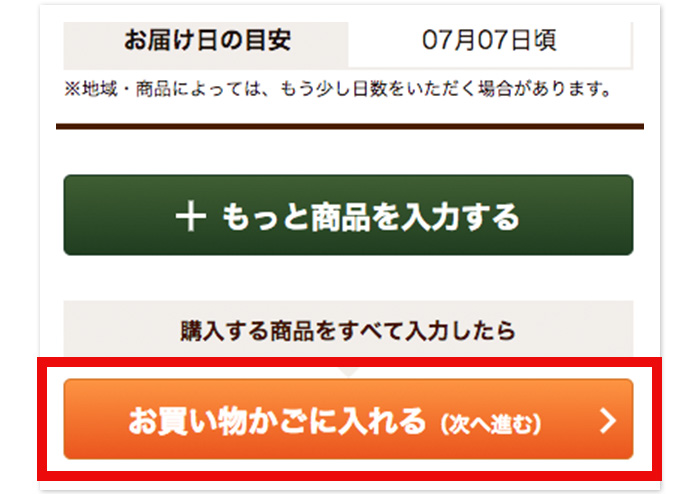 お届け日の目安 07月07日頃
※地域・商品によっては、もう少し日数をいただく場合があります。
＋ もっと商品を入力する
購入する商品をすべて入力したら
お買い物かごに入れる（次へ進む）